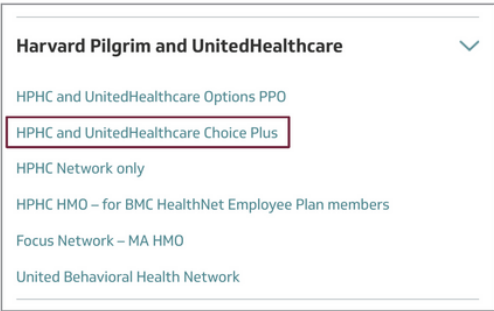 Harvard Pilgrim and UnitedHealthcare
HPHC and UnitedHealthcare Options PPO
HPHC and UnitedHealthcare Choice Plus
HPHC Network only
HPHC HMO – for BMC HealthNet Employee Plan members
Focus Network – MA HMO
United Behavioral Health Network